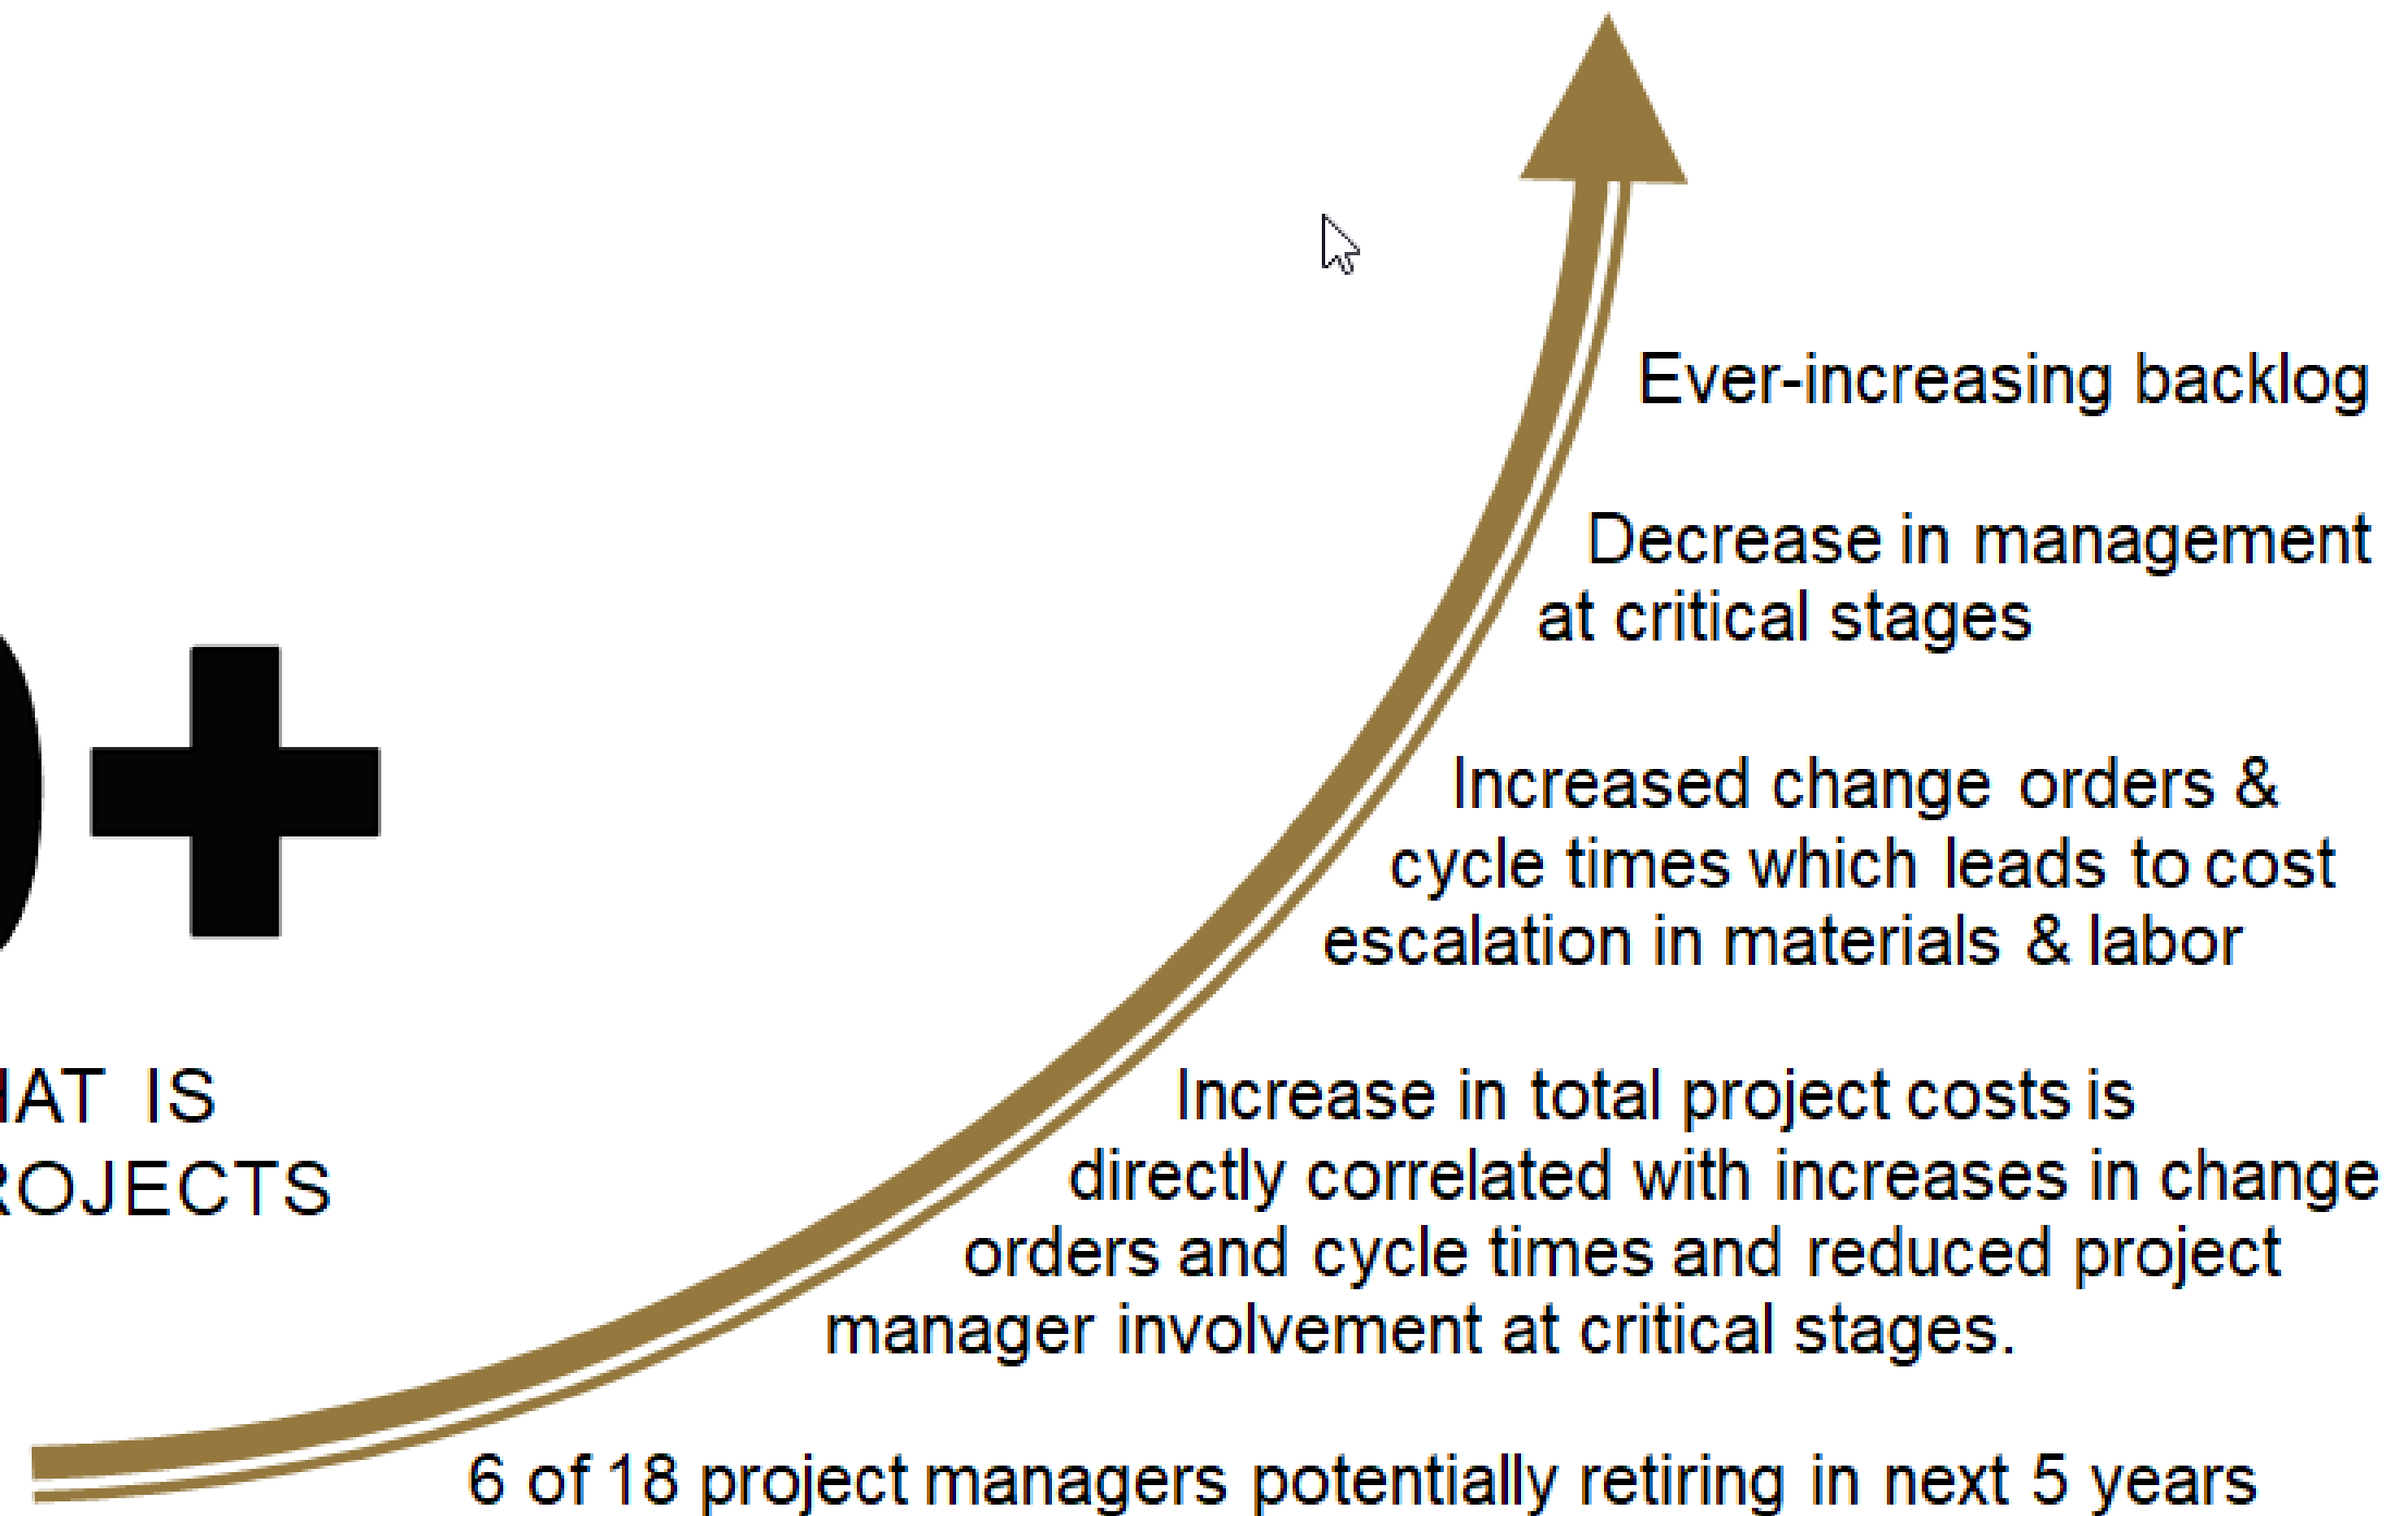 Ever-increasing backlog
Decrease in management
at critical stages
+
Increased change orders &
cycle times which leads to cost
escalation in materials & labor
IS
Increase in total project costs is
directly correlated with increases in change
orders and cycle times and reduced project
manager involvement at critical stages.
6 of 18 project managers potentially retiring in next 5 years